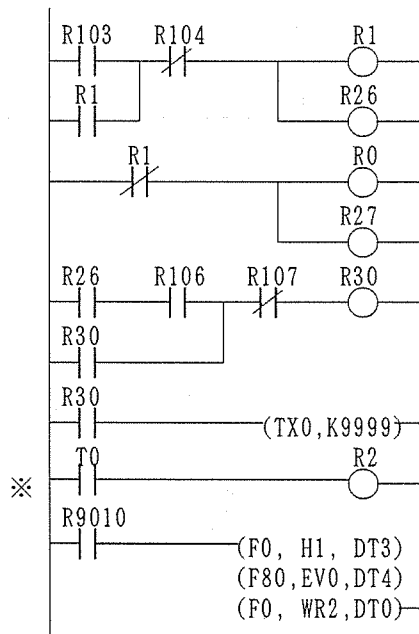 R103 R104 R1
R1 R26
R1 R0
R27
R26 R106 R107 R30
R30
R30
(TX0,K9999)
T0 R2
※
R9010
(F0, H1, DT3)
(F80,EV0,DT4)
(F0, WR2,DT0)